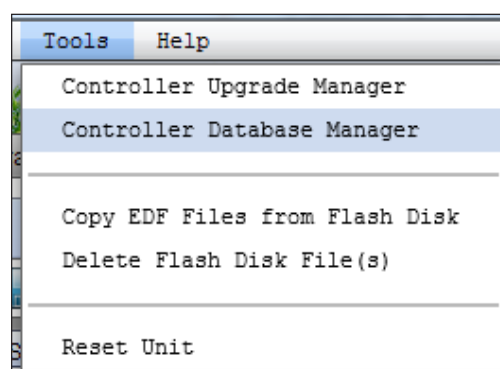 Tools Help
Controller Upgrade Manager
Controller Database Manager
Copy EDF Files from Flash Disk
Delete Flash Disk File(s)
Reset Unit